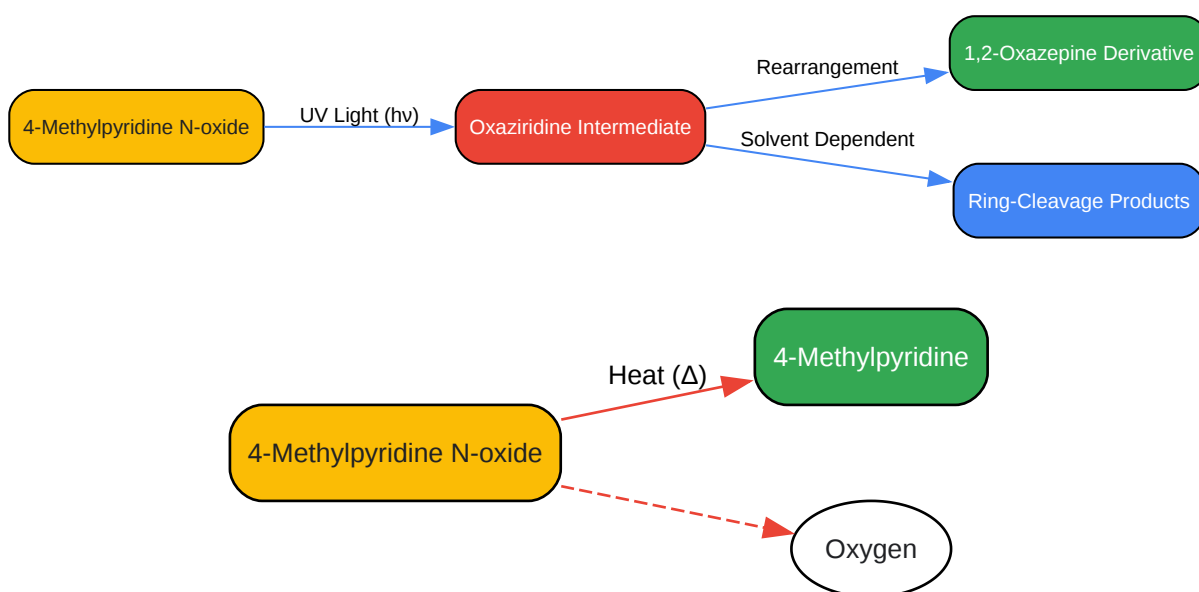 4-Methylpyridine N-oxide
UV Light (hν)
Oxaziridine Intermediate
Rearrangement
1,2-Oxazepine Derivative
Solvent Dependent
Ring-Cleavage Products
4-Methylpyridine N-oxide
Heat (Δ)
4-Methylpyridine
Oxygen